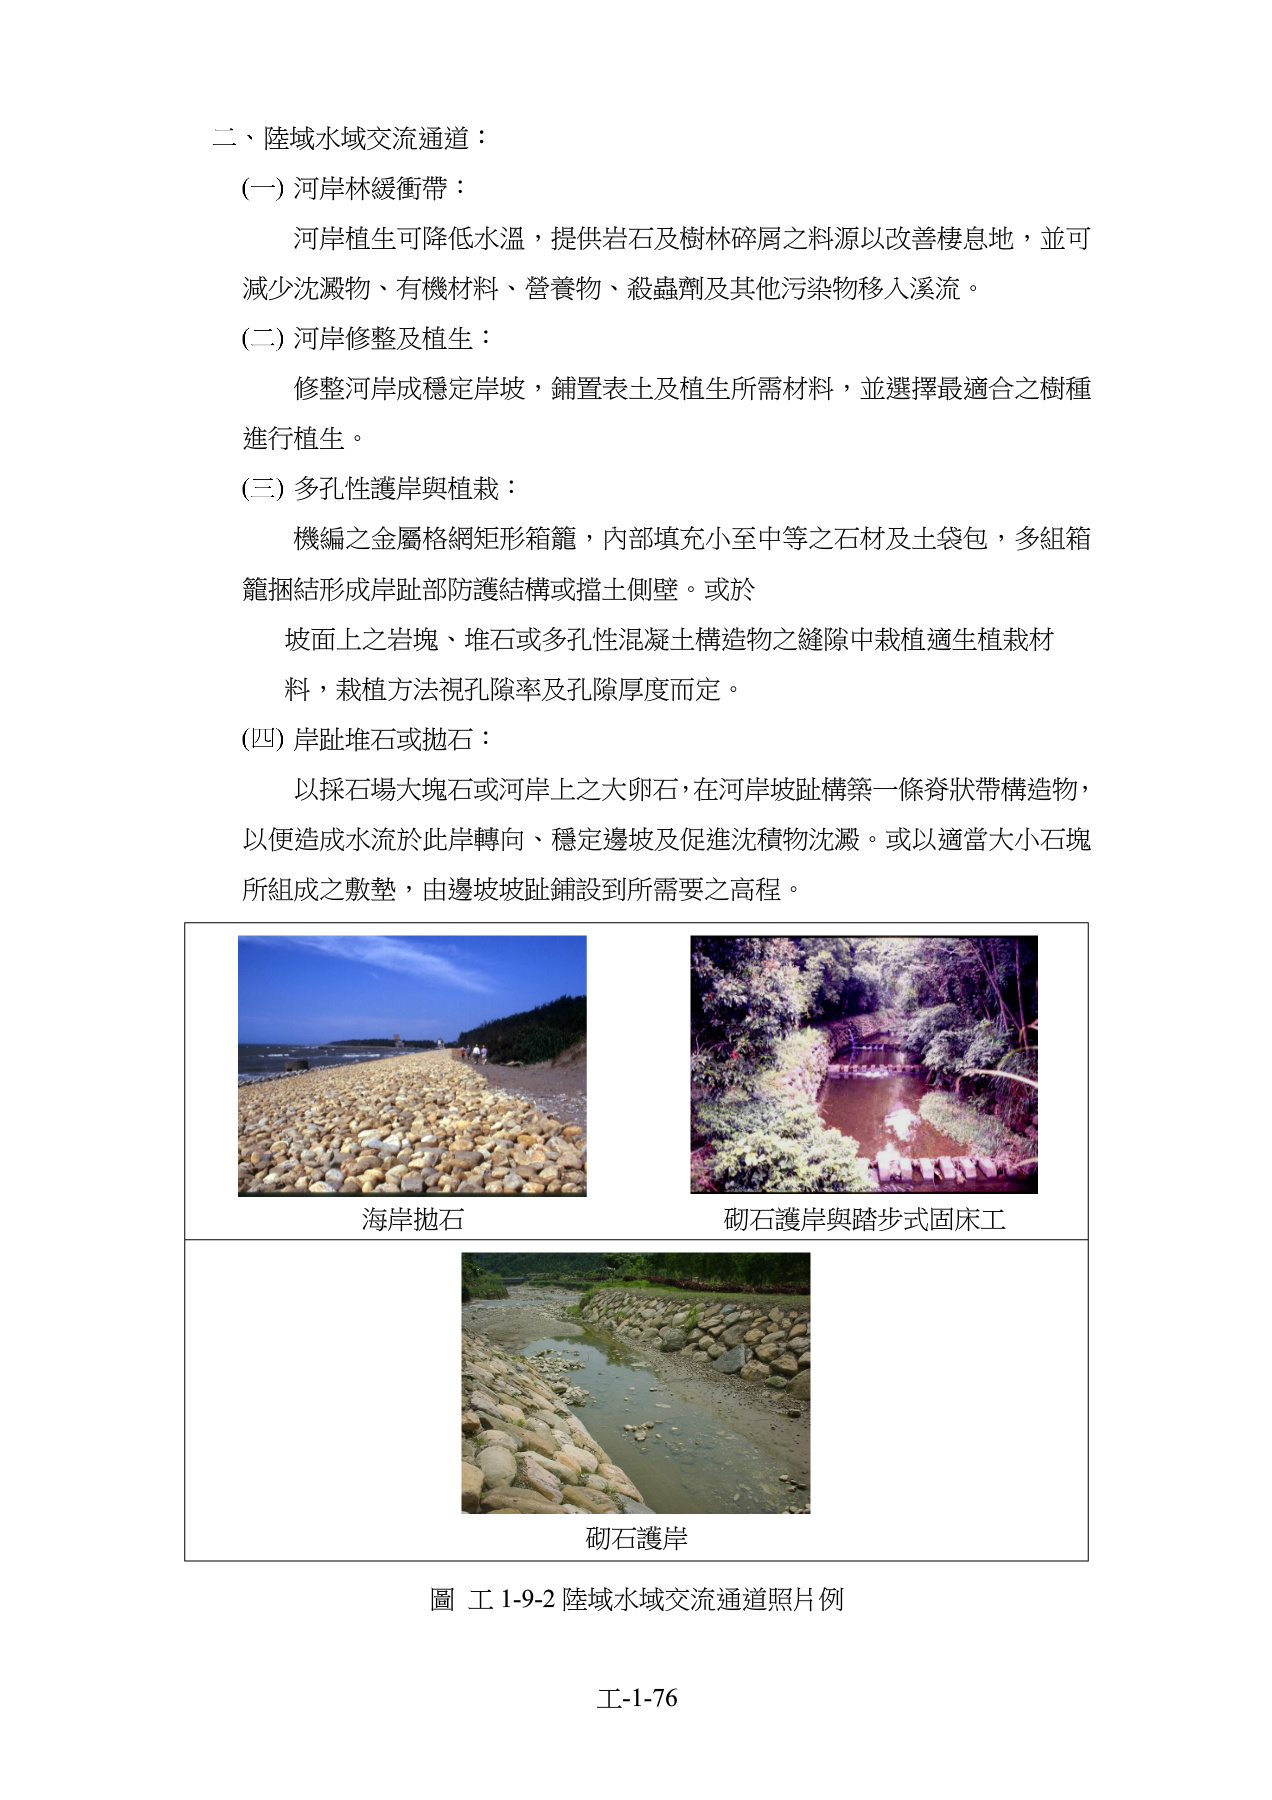 二、陸域水域交流通道：
(一) 河岸林緩衝帶：
河岸植生可降低水溫，提供岩石及樹林碎屑之料源以改善棲息地，並可
減少沈澱物、有機材料、營養物、殺蟲劑及其他污染物移入溪流。
(二) 河岸修整及植生：
修整河岸成穩定岸坡，鋪置表土及植生所需材料，並選擇最適合之樹種
進行植生。
(三) 多孔性護岸與植栽：
機編之金屬格網矩形箱籠，內部填充小至中等之石材及土袋包，多組箱
籠捆結形成岸趾部防護結構或擋土側壁。或於
坡面上之岩塊、堆石或多孔性混凝土構造物之縫隙中栽植適生植栽材
料，栽植方法視孔隙率及孔隙厚度而定。
(四) 岸趾堆石或拋石：
以採石場大塊石或河岸上之大卵石，在河岸坡趾構築一條脊狀帶構造物，
以便造成水流於此岸轉向、穩定邊坡及促進沈積物沈澱。或以適當大小石塊
所組成之敷墊，由邊坡坡趾鋪設到所需要之高程。
海岸拋石
砌石護岸與踏步式固床工
砌石護岸
圖 工 1-9-2 陸域水域交流通道照片例
工-1-76